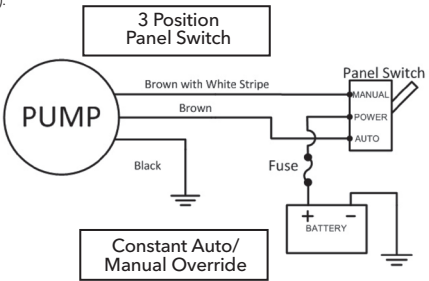 ).
3 Position
Panel Switch
Panel Switch
Brown with White Stripe
MANUAL
PUMP
Brown
POWER
AUTO
Black
Fuse
+ -
BATTERY
Constant Auto/
Manual Override